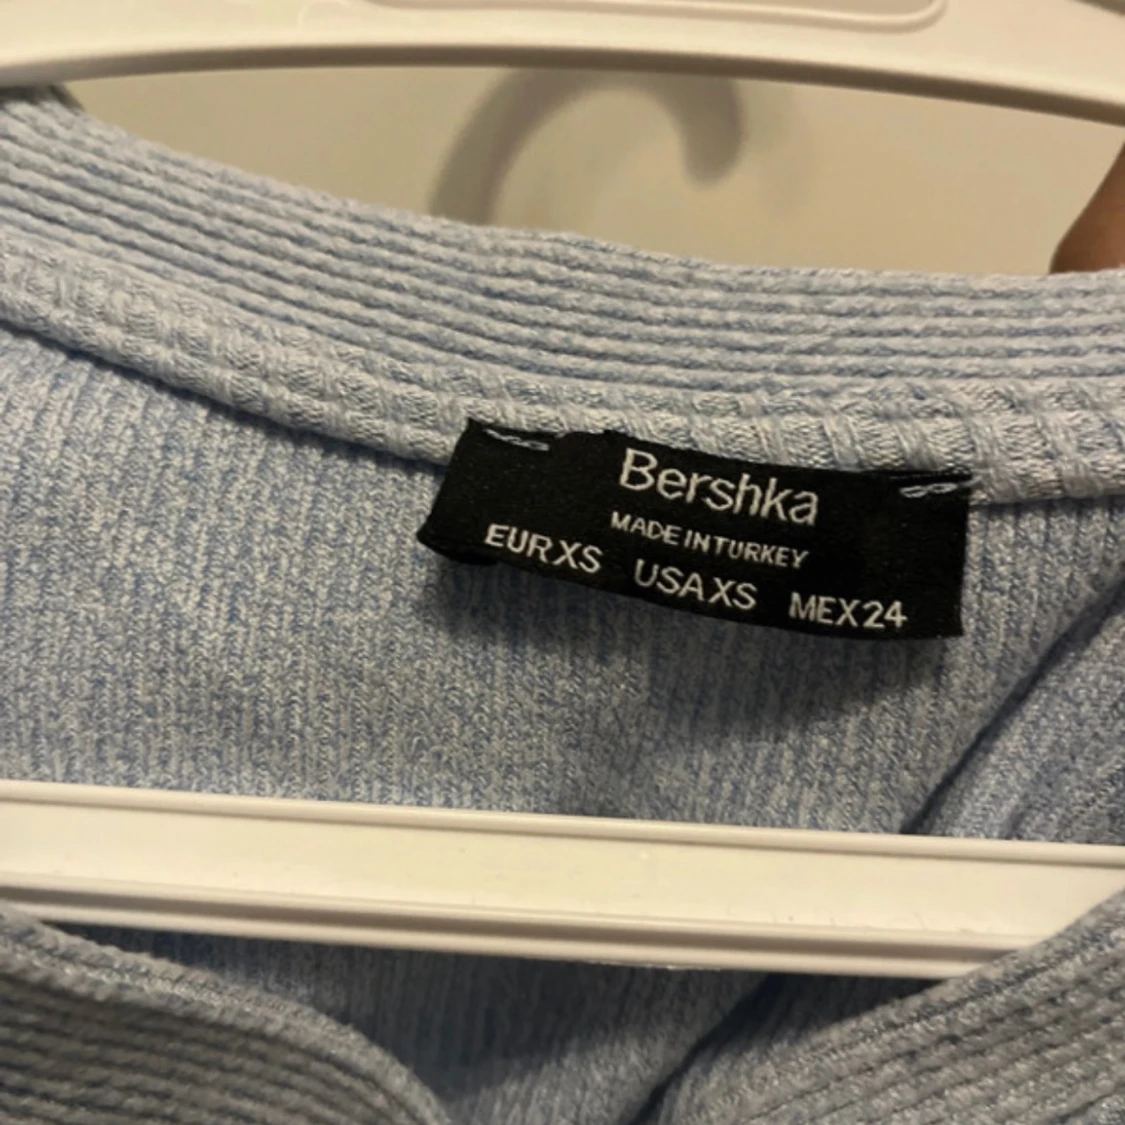 Bershka
MADE IN TURKEY
EUR XS USA XS MEX 24